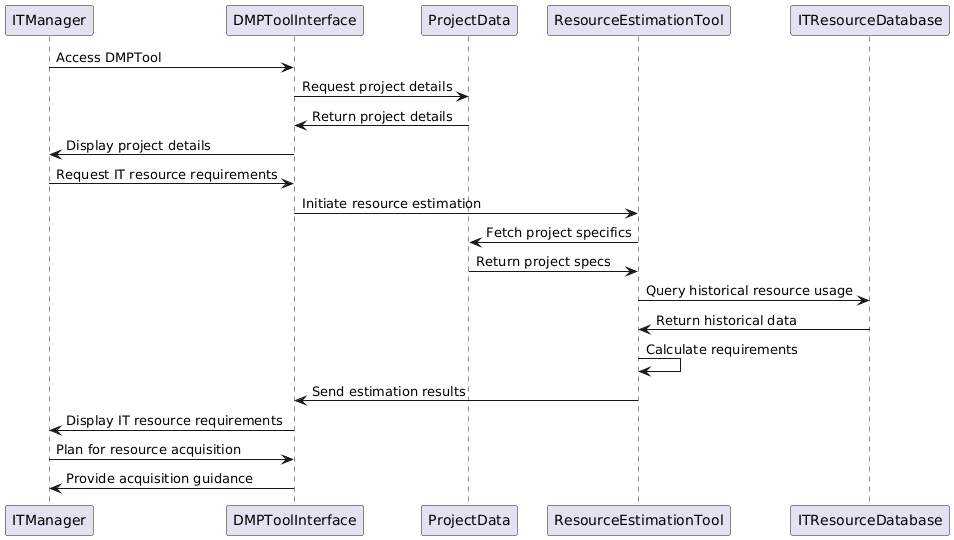 ITManager DMPToolInterface ProjectData ResourceEstimationTool ITResourceDatabase
Access DMPTool
Request project details
Return project details
Display project details
Request IT resource requirements
Initiate resource estimation
Fetch project specifics
Return project specs
Query historical resource usage
Return historical data
Calculate requirements
Send estimation results
Display IT resource requirements
Plan for resource acquisition
Provide acquisition guidance
ITManager DMPToolInterface ProjectData ResourceEstimationTool ITResourceDatabase